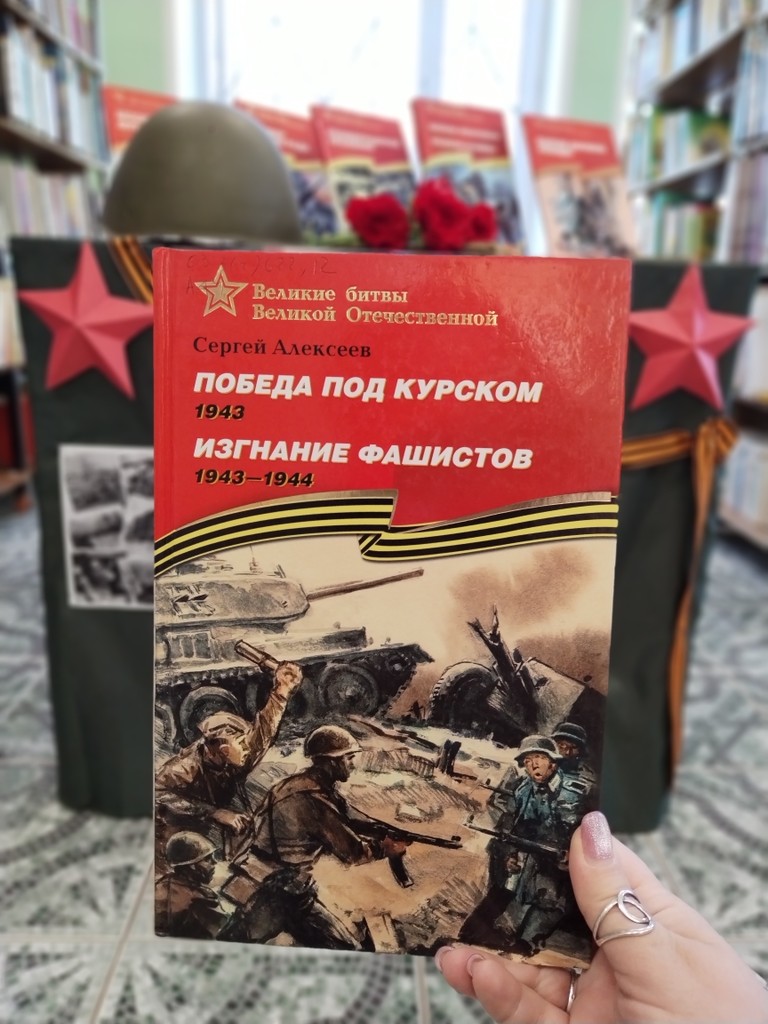 Великие битвы
Великой Отечественной
Сергей Алексеев
ПОБЕДА ПОД КУРСКОМ
1943
ИЗГНАНИЕ ФАШИСТОВ
1943—1944